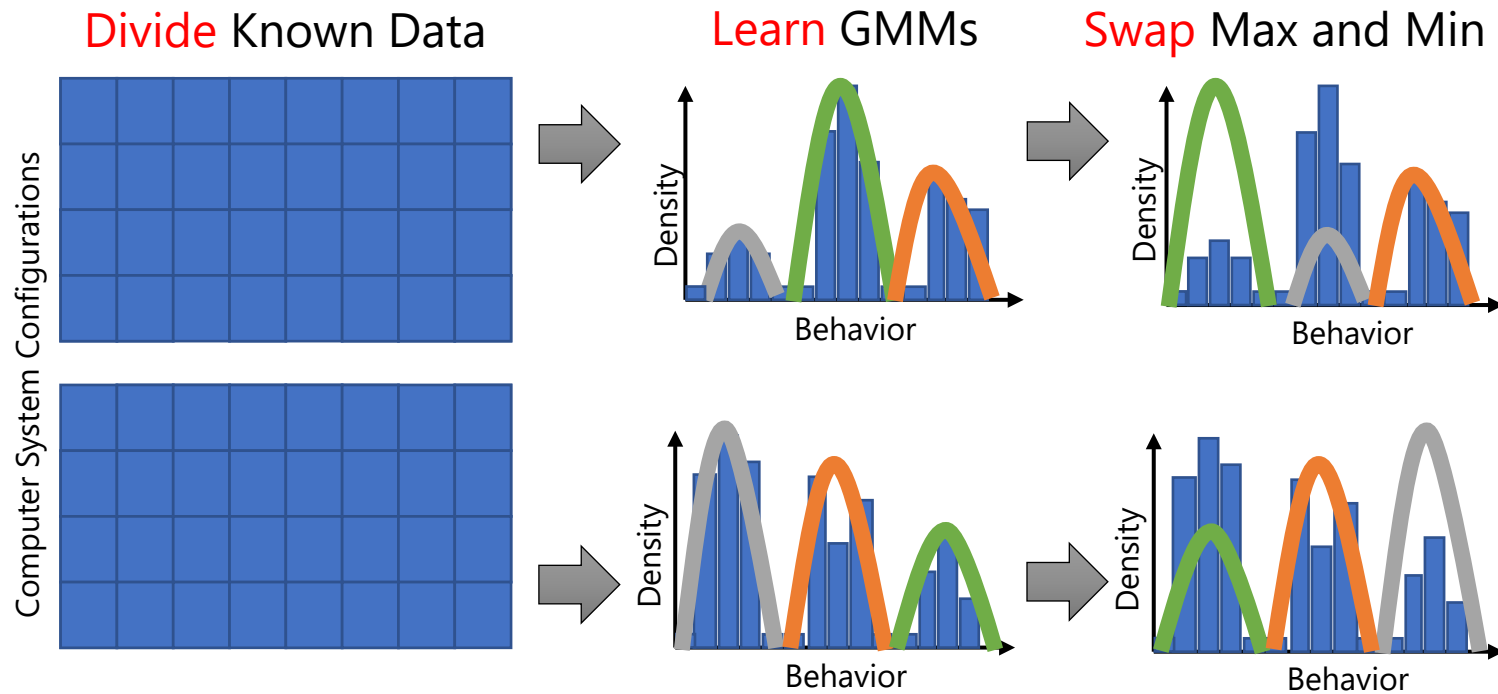 Divide Known Data
Learn GMMs
Swap Max and Min
Computer System Configurations
Density
Behavior
Density
Behavior
Density
Behavior
Density
Behavior